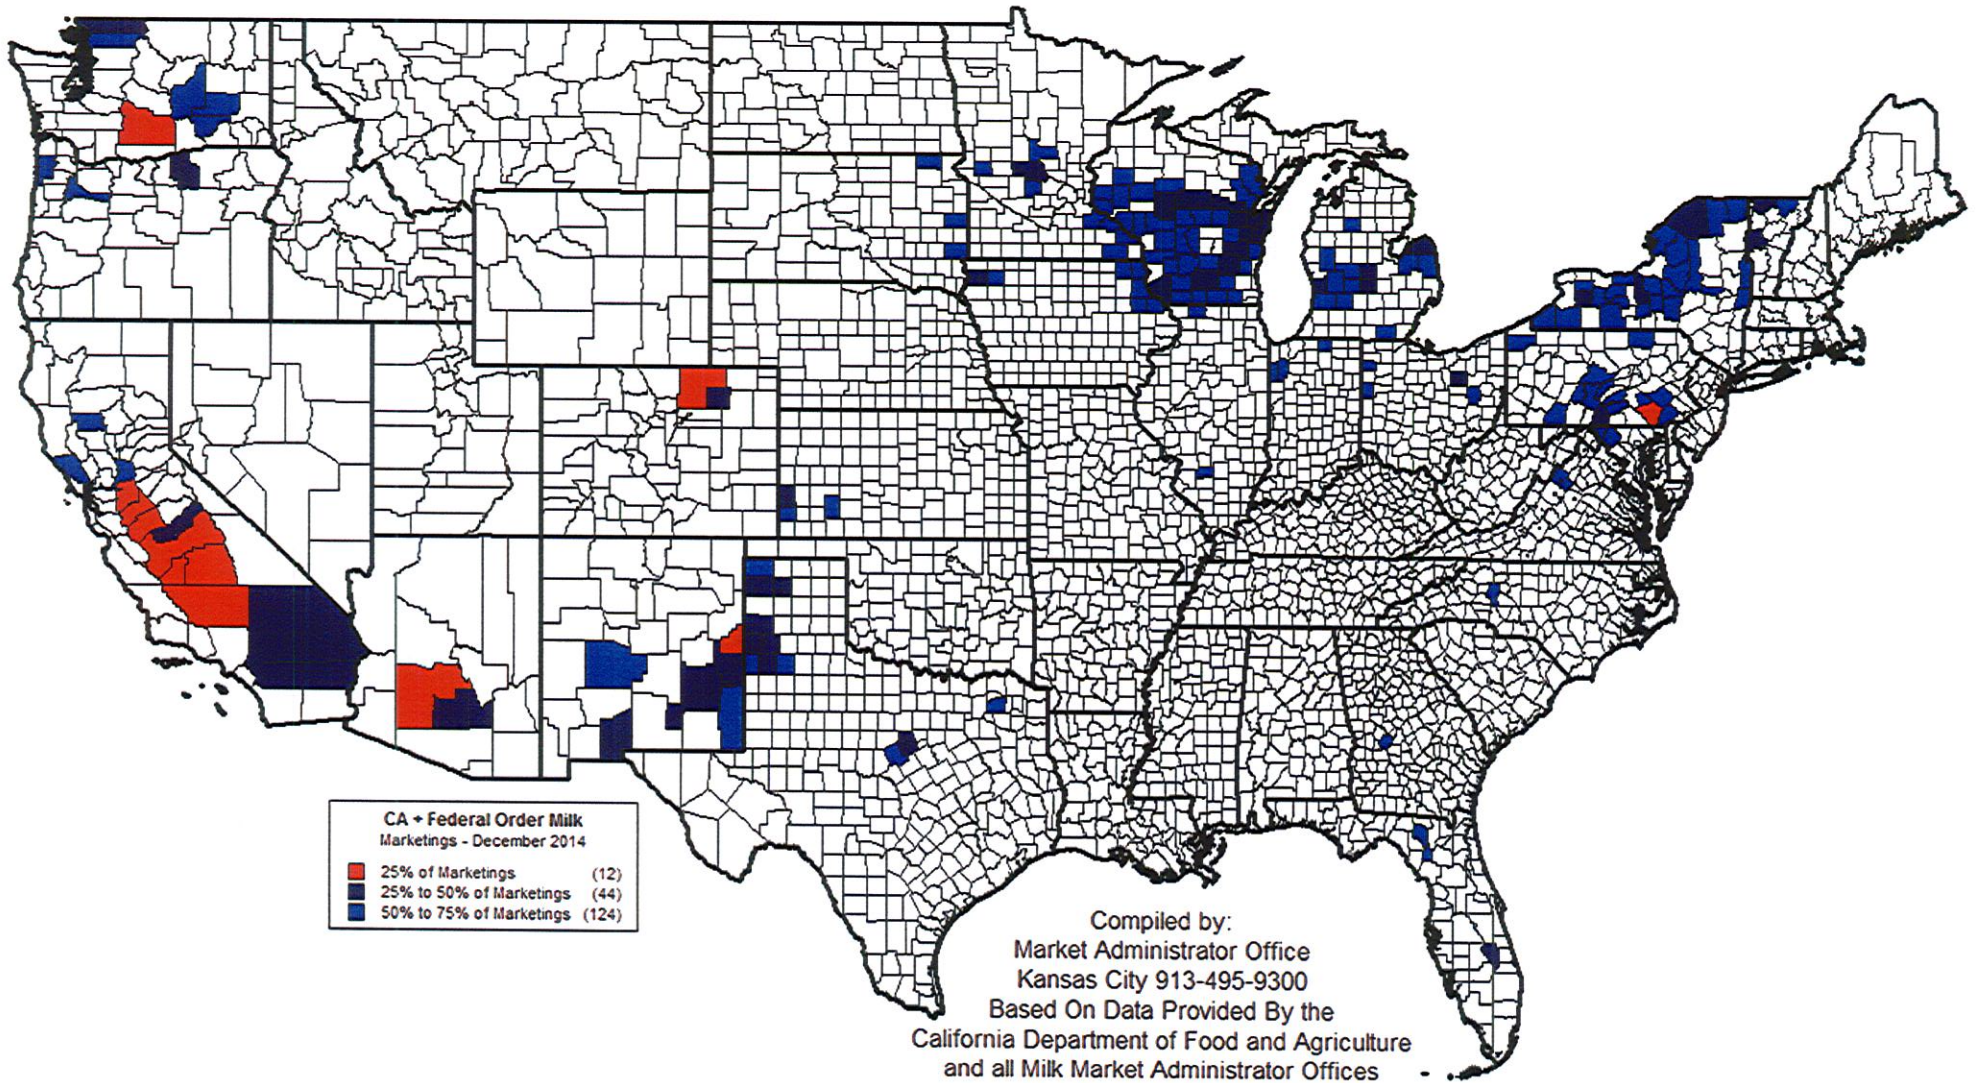 CA + Federal Order Milk
Marketings - December 2014
25% of Marketings (12)
25% to 50% of Marketings (44)
50% to 75% of Marketings (124)
Compiled by:
Market Administrator Office
Kansas City 913-495-9300
Based On Data Provided By the
California Department of Food and Agriculture
and all Milk Market Administrator Offices